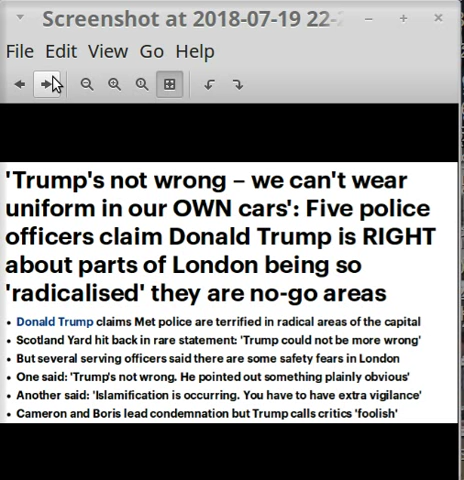 Screenshot at 2018-07-19 22-
File Edit View Go Help
'Trump's not wrong – we can't wear
uniform in our OWN cars': Five police
officers claim Donald Trump is RIGHT
about parts of London being so
'radicalised' they are no-go areas
• Donald Trump claims Met police are terrified in radical areas of the capital
• Scotland Yard hit back in rare statement: 'Trump could not be more wrong'
• But several serving officers said there are some safety fears in London
• One said: 'Trump's not wrong. He pointed out something plainly obvious'
• Another said: 'Islamification is occurring. You have to have extra vigilance'
• Cameron and Boris lead condemnation but Trump calls critics 'foolish'